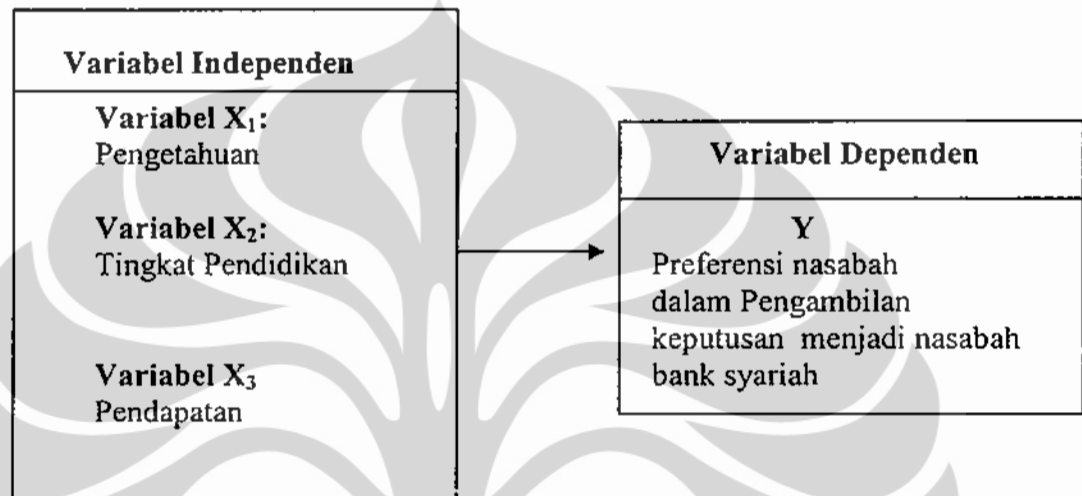 Variabel Independen
Variabel X₁:
Pengetahuan
Variabel X₂:
Tingkat Pendidikan
Variabel X₃
Pendapatan
Variabel Dependen
Y
Preferensi nasabah
dalam Pengambilan
keputusan menjadi nasabah
bank syariah